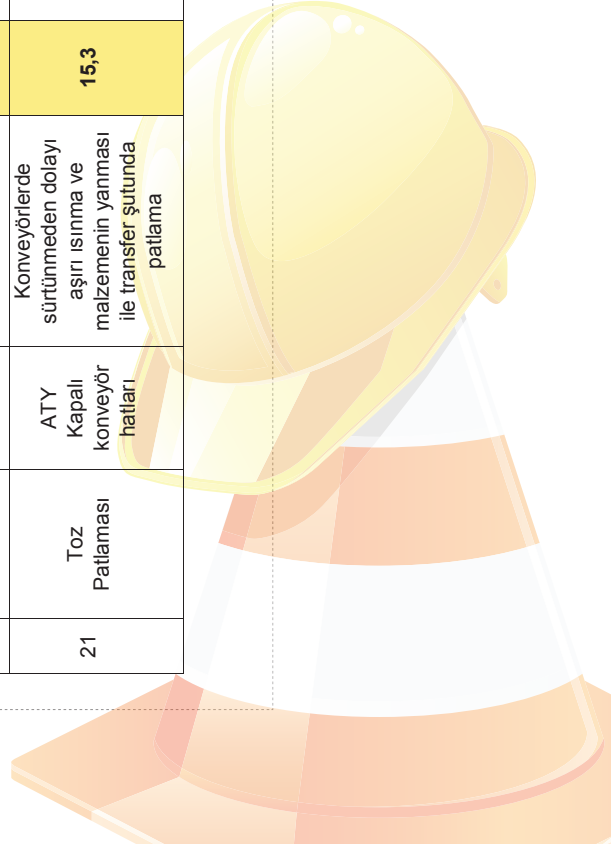 21
Toz
Patlaması
ATY
Kapalı
konveyör
hatları
Konveyörlerde
sürtünmeden dolayı
aşırı ısınma ve
malzemenin yanması
ile transfer şutunda
patlama
15,3